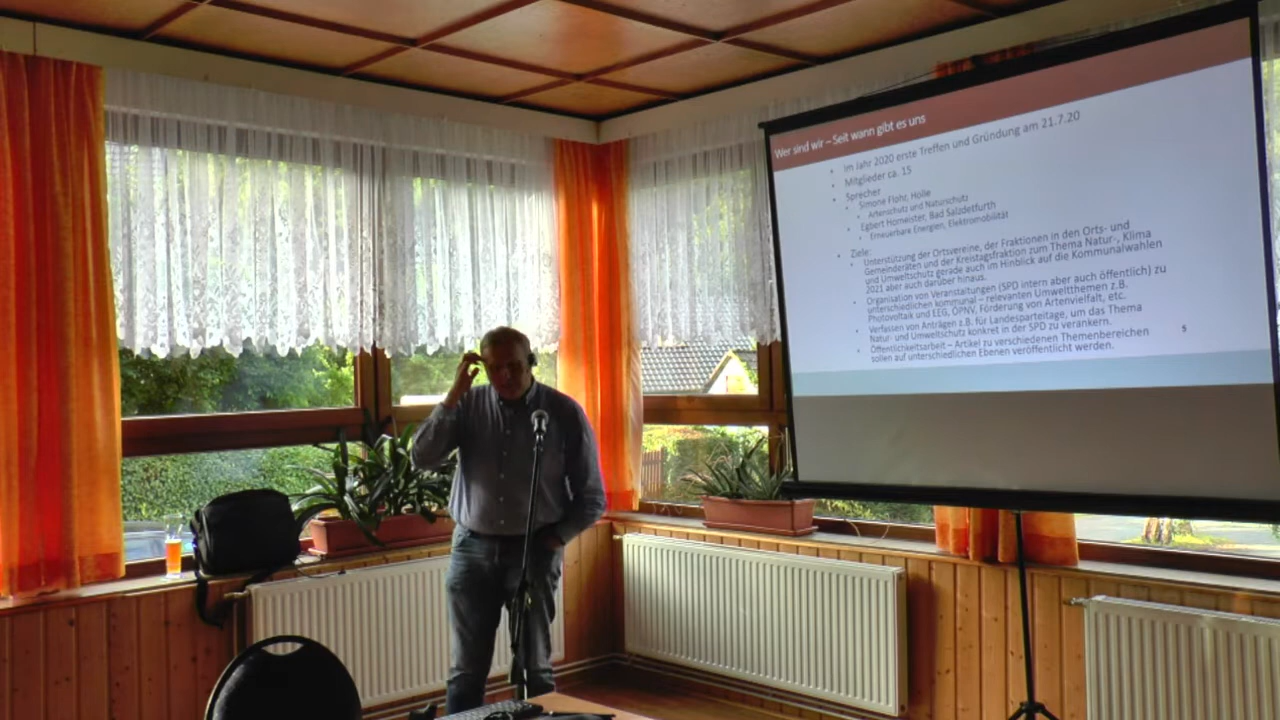 Wer sind wir – Seit wann gibt es uns
• Im Jahr 2020 erste Treffen und Gründung am 21.7.20
• Mitglieder ca. 15
• Sprecher
• Simone Flohr, Holle
• Artenschutz und Naturschutz
• Egbert Homeister, Bad Salzdetfurth
• Erneuerbare Energien, Elektromobilität
• Ziele:
• Unterstützung der Ortsvereine, der Fraktionen in den Orts- und
Gemeinderäten und der Kreistagsfraktion zum Thema Natur-, Klima
und Umweltschutz gerade auch im Hinblick auf die Kommunalwahlen
2021 aber auch darüber hinaus.
• Organisation von Veranstaltungen (SPD intern aber auch öffentlich) zu
unterschiedlichen kommunal – relevanten Umweltthemen z.B.
Photovoltaik und EEG, ÖPNV, Förderung von Artenvielfalt, etc.
• Verfassen von Anträgen z.B. für Landesparteitage, um das Thema
Natur- und Umweltschutz konkret in der SPD zu verankern.
• Öffentlichkeitsarbeit – Artikel zu verschiedenen Themenbereichen
sollen auf unterschiedlichen Ebenen veröffentlicht werden.
5